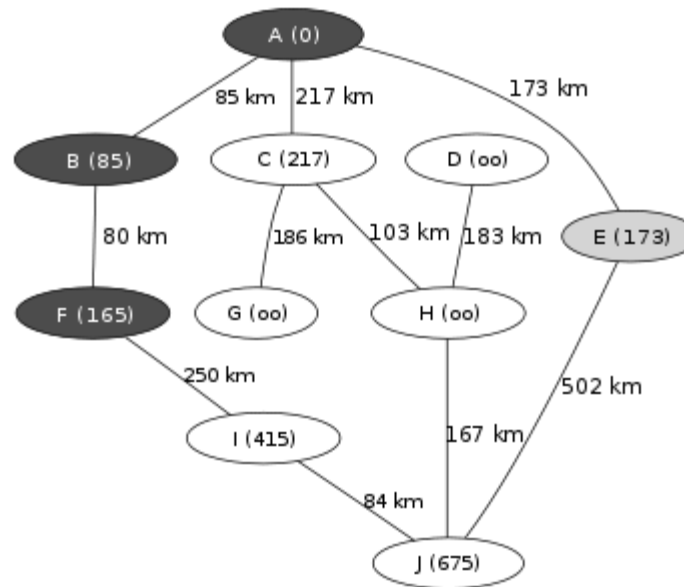 A (0)
85 km
217 km
173 km
B (85)
C (217)
D (oo)
80 km
186 km
103 km
183 km
E (173)
F (165)
G (oo)
H (oo)
250 km
502 km
I (415)
167 km
84 km
J (675)